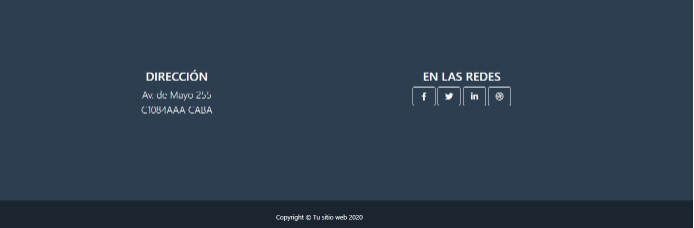 DIRECCIÓN
Av. de Mayo 255
C1084AAA CABA
EN LAS REDES
Copyright © Tu sitio web 2020